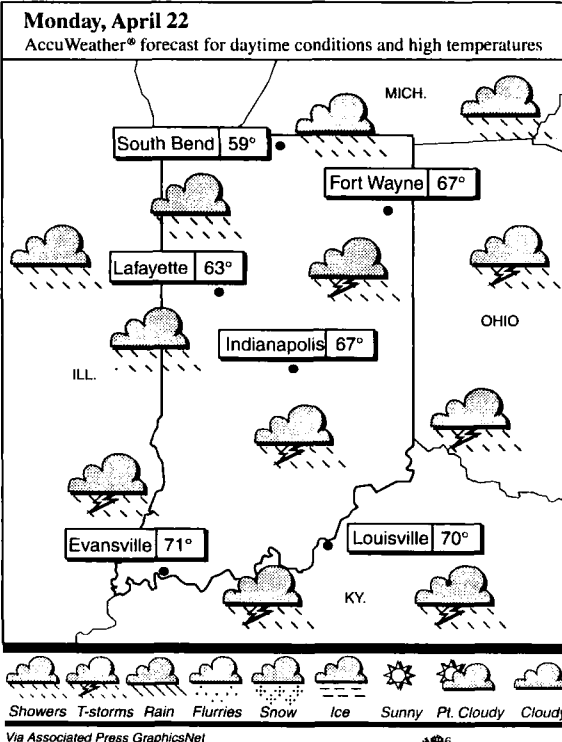 Monday, April 22
AccuWeather® forecast for daytime conditions and high temperatures
MICH.
South Bend 59°
Fort Wayne 67°
Lafayette 63°
OHIO
Indianapolis 67°
ILL.
Evansville 71°
Louisville 70°
KY.
Showers T-storms Rain Flurries Snow Ice Sunny Pt. Cloudy Cloudy
Via Associated Press GraphicsNet